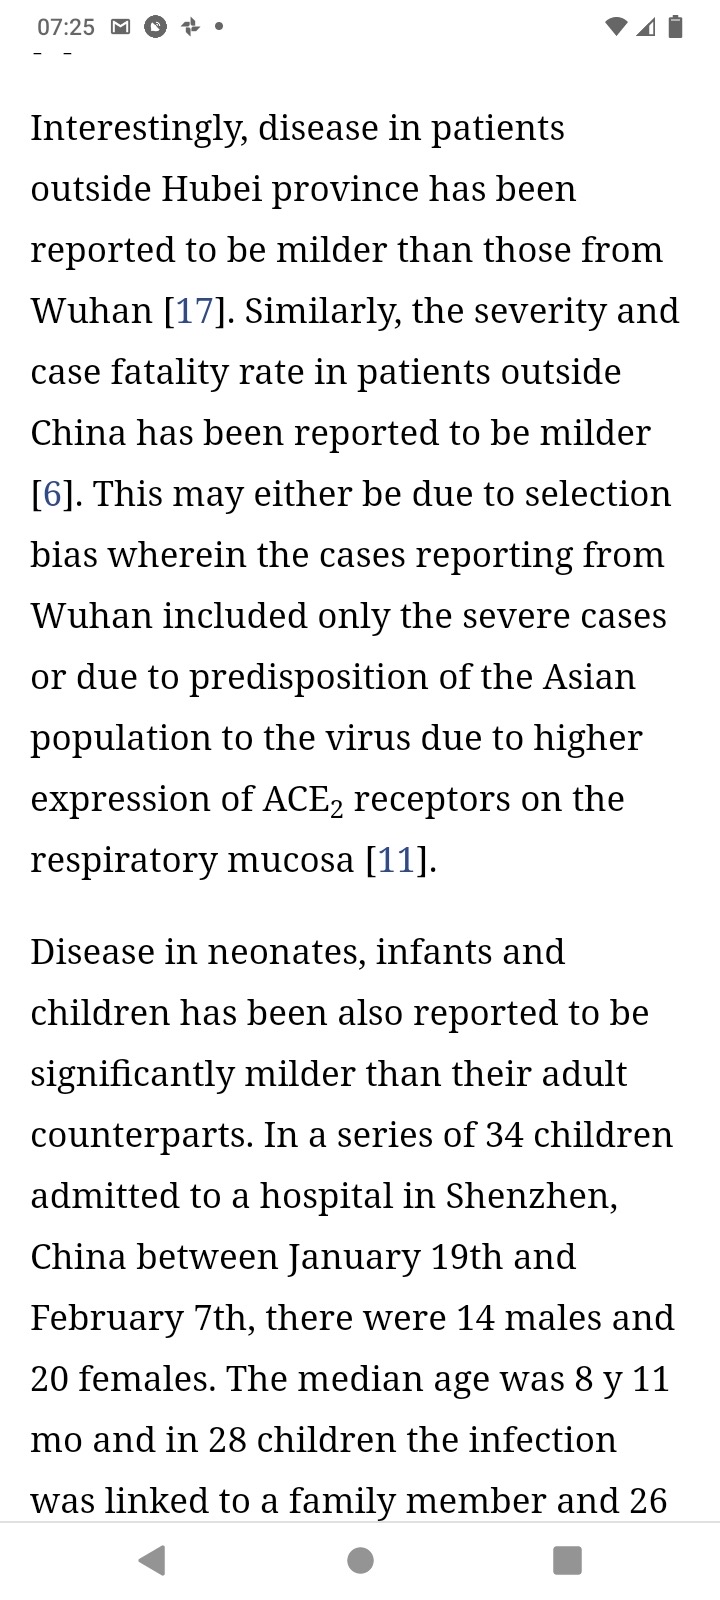 07:25
Interestingly, disease in patients
outside Hubei province has been
reported to be milder than those from
Wuhan [17]. Similarly, the severity and
case fatality rate in patients outside
China has been reported to be milder
[6]. This may either be due to selection
bias wherein the cases reporting from
Wuhan included only the severe cases
or due to predisposition of the Asian
population to the virus due to higher
expression of ACE₂ receptors on the
respiratory mucosa [11].
Disease in neonates, infants and
children has been also reported to be
significantly milder than their adult
counterparts. In a series of 34 children
admitted to a hospital in Shenzhen,
China between January 19th and
February 7th, there were 14 males and
20 females. The median age was 8 y 11
mo and in 28 children the infection
was linked to a family member and 26